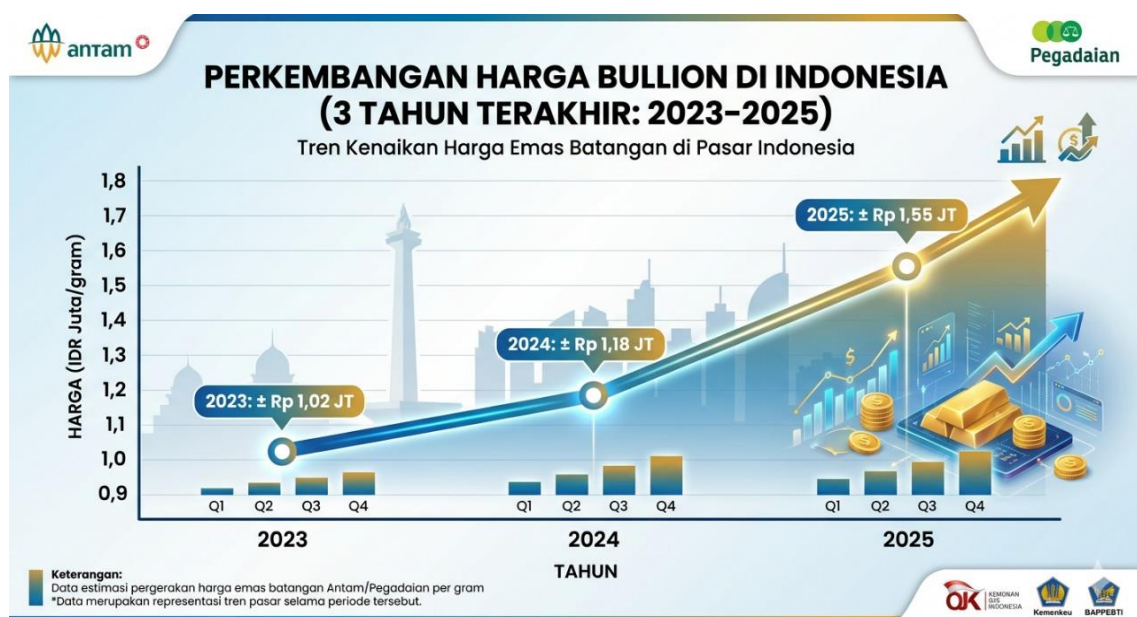 antam
Pegadaian
PERKEMBANGAN HARGA BULLION DI INDONESIA
(3 TAHUN TERAKHIR: 2023-2025)
Tren Kenaikan Harga Emas Batangan di Pasar Indonesia
HARGA (IDR Juta/gram)
1,8
1,7
1,6
1,5
1,4
1,3
1,2
1,1
1,0
0,9
2023: ± Rp 1,02 JT
2024: ± Rp 1,18 JT
2025: ± Rp 1,55 JT
Q1 Q2 Q3 Q4
Q1 Q2 Q3 Q4
Q1 Q2 Q3 Q4
2023 2024 2025
TAHUN
Keterangan:
Data estimasi pergerakan harga emas batangan Antam/Pegadaian per gram
*Data merupakan representasi tren pasar selama periode tersebut.
KEMONAN
GIS
INDONESIA
Kemenkeu
BAPPEBTI